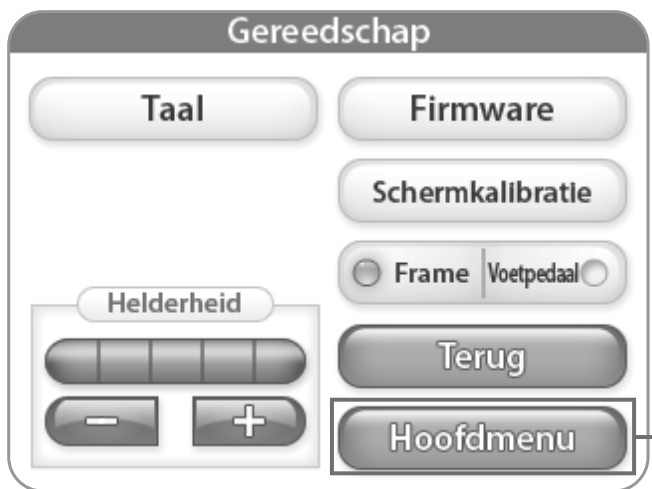 Gereedschap
Taal
Firmware
Schermkalibratie
Frame Voetpedaal
Helderheid
Terug
− +
Hoofdmenu